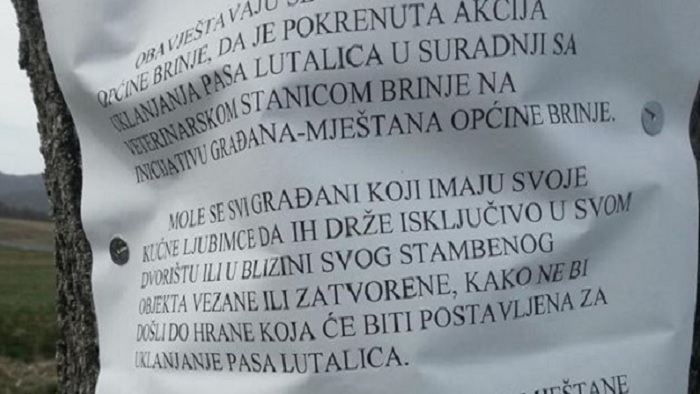 OBAVJEŠTAVAJU SE
OPĆINE BRINJE, DA JE POKRENUTA AKCIJA
UKLANJANJA PASA LUTALICA U SURADNJI SA
VETERINARSKOM STANICOM BRINJE NA
INICIJATIVU GRAĐANA-MJEŠTANA OPĆINE BRINJE.
MOLE SE SVI GRAĐANI KOJI IMAJU SVOJE
KUĆNE LJUBIMCE DA IH DRŽE ISKLJUČIVO U SVOM
DVORIŠTU ILI U BLIZINI SVOG STAMBENOG
OBJEKTA VEZANE ILI ZATVORENE, KAKO NE BI
DOŠLI DO HRANE KOJA ĆE BITI POSTAVLJENA ZA
UKLANJANJE PASA LUTALICA.
MJEŠTANE